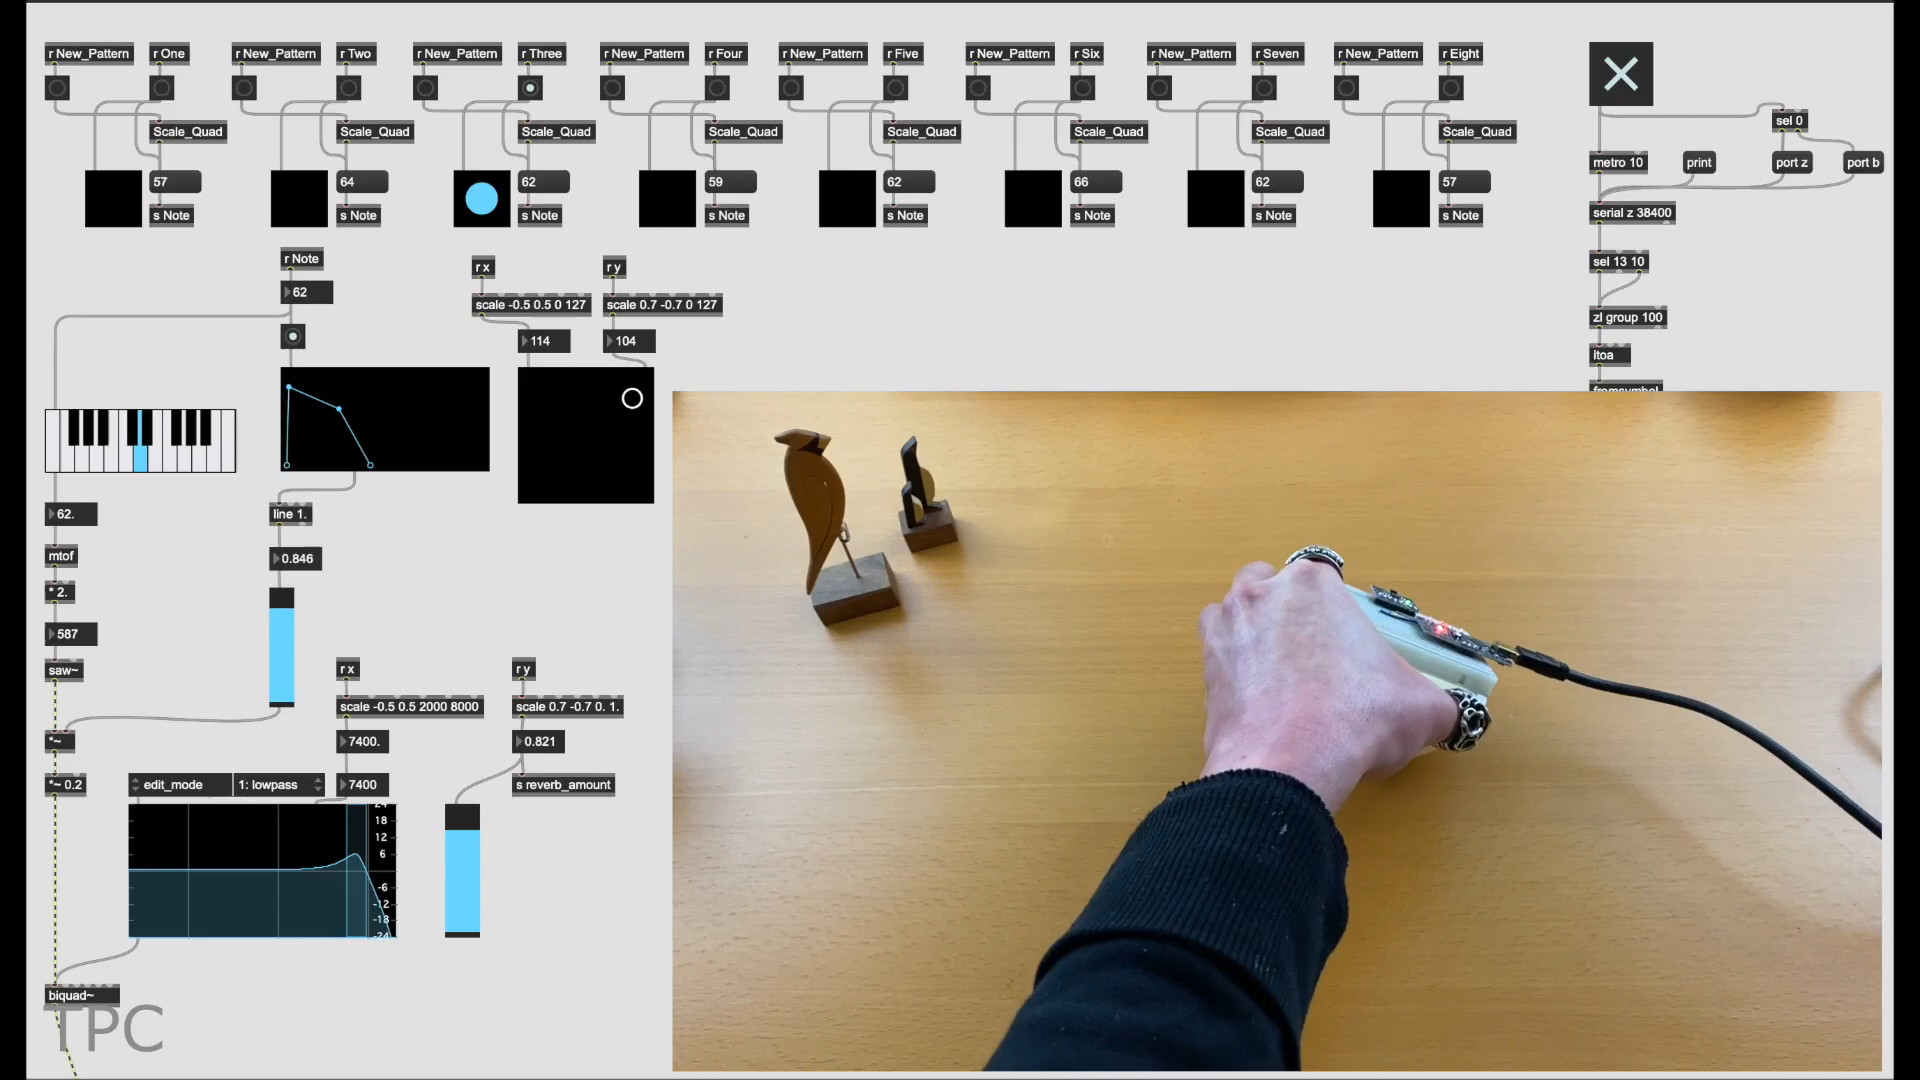 r New_Pattern r One r New_Pattern r Two r New_Pattern r Three r New_Pattern r Four r New_Pattern r Five r New_Pattern r Six r New_Pattern r Seven r New_Pattern r Eight
Scale_Quad Scale_Quad Scale_Quad Scale_Quad Scale_Quad Scale_Quad Scale_Quad Scale_Quad
57 64 62 59 62 66 62 57
s Note s Note s Note s Note s Note s Note s Note s Note
sel 0
metro 10 print port z port b
serial z 38400
sel 13 10
zl group 100
itoa
fromsymbol
r Note
62
r x r y
scale -0.5 0.5 0 127 scale 0.7 -0.7 0 127
114 104
62.
mtof
* 2.
587
saw~
*~
*~ 0.2
line 1.
0.846
r x r y
scale -0.5 0.5 2000 8000 scale 0.7 -0.7 0. 1.
7400. 0.821
edit_mode 1: lowpass 7400 s reverb_amount
24
18
12
6
-6
-12
-18
-24
biquad~
TPC